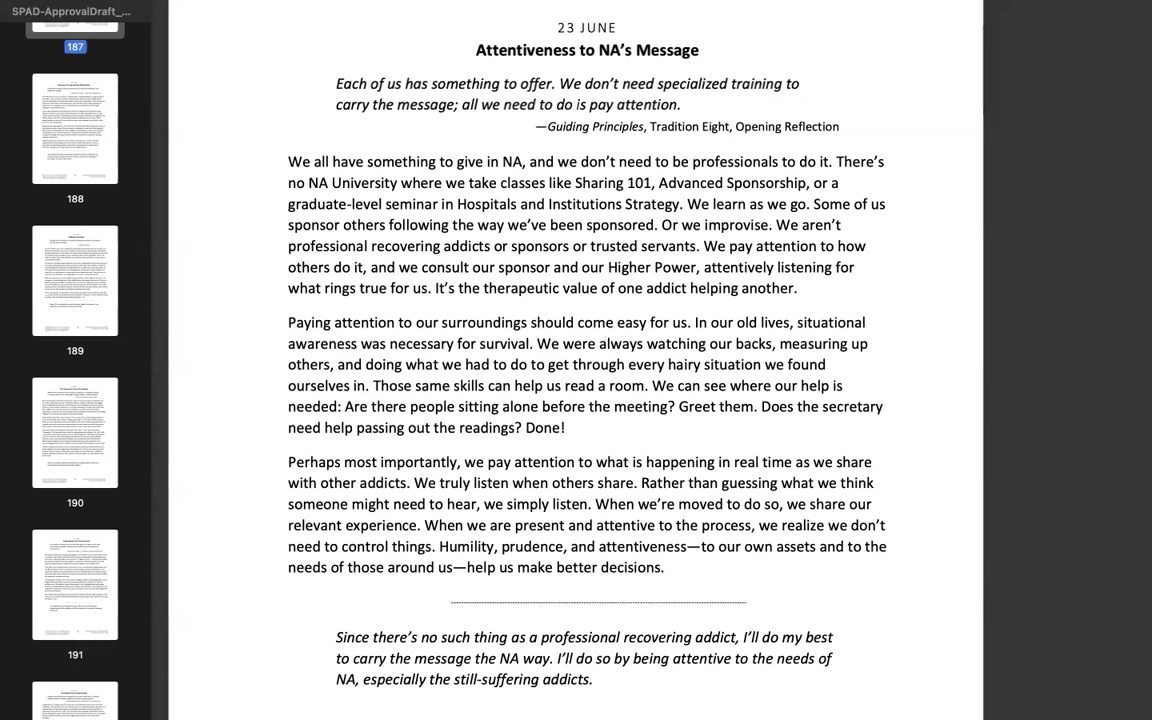 SPAD-ApprovalDraft_...
187
188
189
190
191
23 JUNE
Attentiveness to NA's Message
Each of us has something to offer. We don't need specialized training to
carry the message; all we need to do is pay attention.
—Guiding Principles, Tradition Eight, Opening Reflection
We all have something to give in NA, and we don't need to be professionals to do it. There's
no NA University where we take classes like Sharing 101, Advanced Sponsorship, or a
graduate-level seminar in Hospitals and Institutions Strategy. We learn as we go. Some of us
sponsor others following the way we've been sponsored. Or we improvise. We aren't
professional recovering addicts, sponsors or trusted servants. We pay attention to how
others do it, and we consult our sponsor and our Higher Power, attentively listening for
what rings true for us. It's the therapeutic value of one addict helping another.
Paying attention to our surroundings should come easy for us. In our old lives, situational
awareness was necessary for survival. We were always watching our backs, measuring up
others, and doing what we had to do to get through every hairy situation we found
ourselves in. Those same skills can help us read a room. We can see where our help is
needed. Are there people sitting alone before the meeting? Greet them. Does the secretary
need help passing out the readings? Done!
Perhaps most importantly, we pay attention to what is happening in real time as we share
with other addicts. We truly listen when others share. Rather than guessing what we think
someone might need to hear, we simply listen. When we're moved to do so, we share our
relevant experience. When we are present and attentive to the process, we realize we don't
need to control things. Humility, guidance, and attentiveness—to our own assets and to the
needs of those around us—help us make better decisions.
Since there's no such thing as a professional recovering addict, I'll do my best
to carry the message the NA way. I'll do so by being attentive to the needs of
NA, especially the still-suffering addicts.